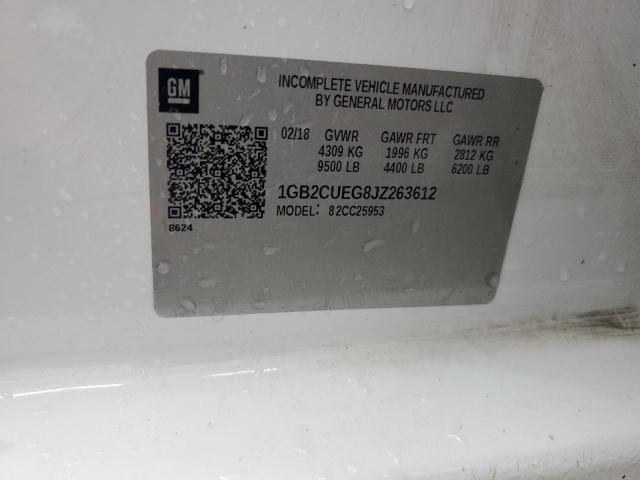 GM
INCOMPLETE VEHICLE MANUFACTURED
BY GENERAL MOTORS LLC
02/18 GVWR GAWR FRT GAWR RR
4309 KG 1996 KG 2812 KG
9500 LB 4400 LB 6200 LB
1GB2CUEG8JZ263612
MODEL: 82CC25953
8624